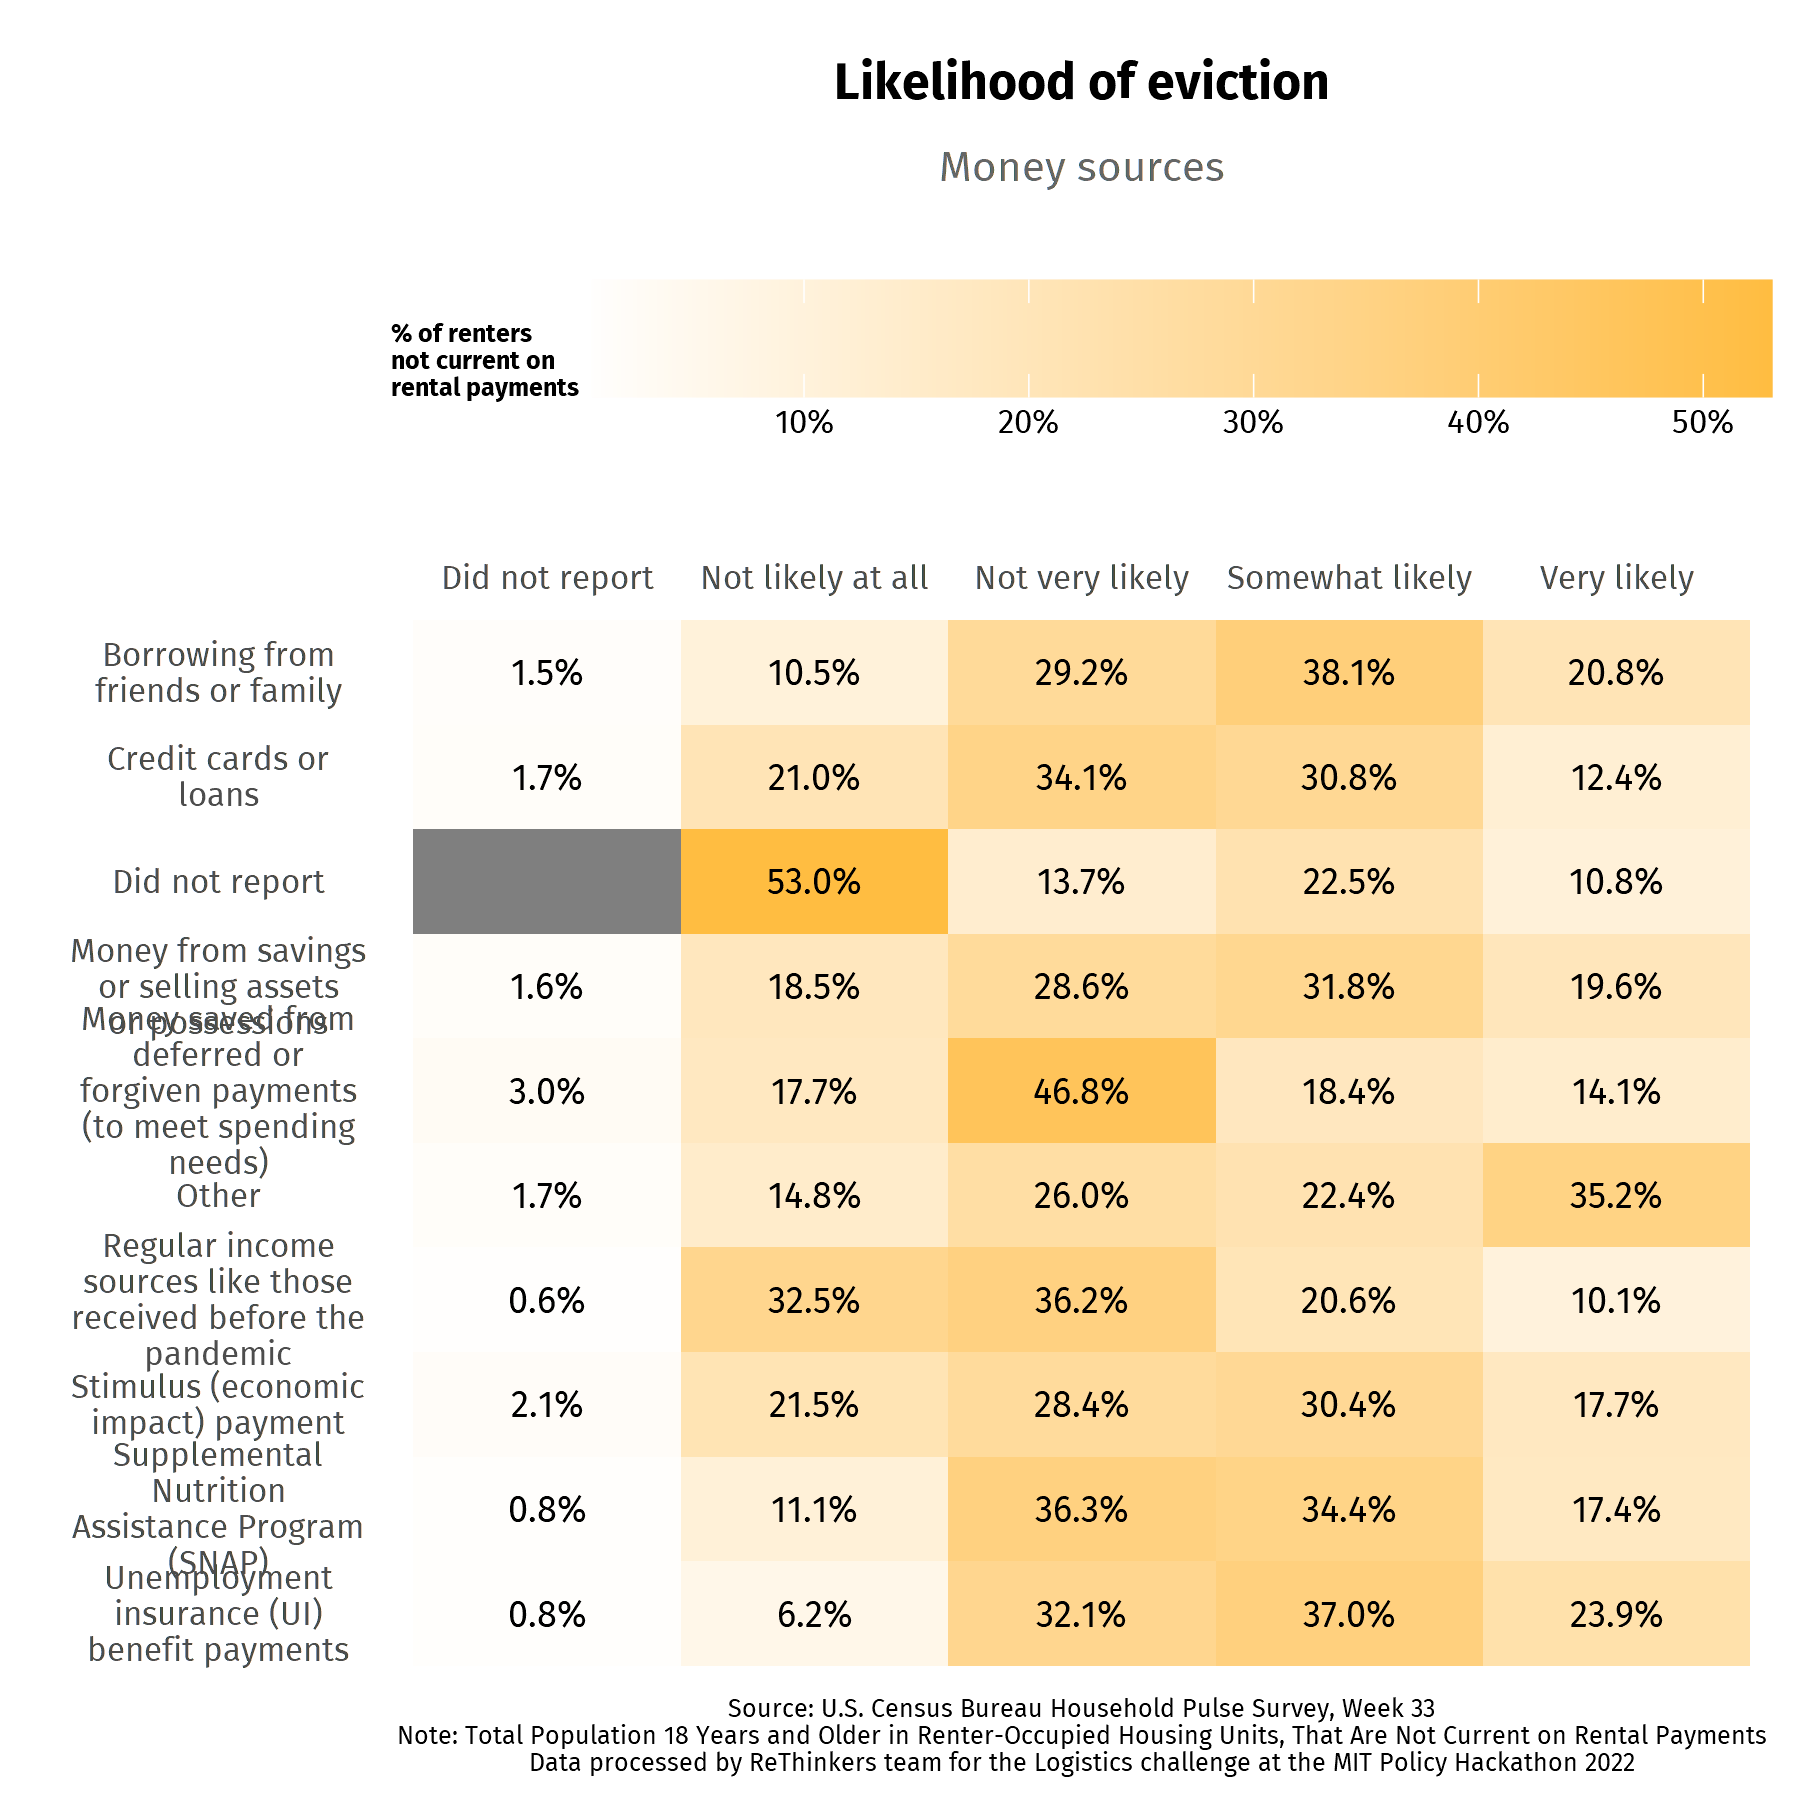 Likelihood of eviction
Money sources
% of renters
not current on
rental payments
10% 20% 30% 40% 50%
Did not report Not likely at all Not very likely Somewhat likely Very likely
Borrowing from
friends or family
1.5% 10.5% 29.2% 38.1% 20.8%
Credit cards or
loans
1.7% 21.0% 34.1% 30.8% 12.4%
Did not report
53.0% 13.7% 22.5% 10.8%
Money from savings
or selling assets
or possessions
1.6% 18.5% 28.6% 31.8% 19.6%
Money saved from
deferred or
forgiven payments
(to meet spending
needs)
3.0% 17.7% 46.8% 18.4% 14.1%
Other
1.7% 14.8% 26.0% 22.4% 35.2%
Regular income
sources like those
received before the
pandemic
0.6% 32.5% 36.2% 20.6% 10.1%
Stimulus (economic
impact) payment
2.1% 21.5% 28.4% 30.4% 17.7%
Supplemental
Nutrition
Assistance Program
(SNAP)
0.8% 11.1% 36.3% 34.4% 17.4%
Unemployment
insurance (UI)
benefit payments
0.8% 6.2% 32.1% 37.0% 23.9%
Source: U.S. Census Bureau Household Pulse Survey, Week 33
Note: Total Population 18 Years and Older in Renter-Occupied Housing Units, That Are Not Current on Rental Payments
Data processed by ReThinkers team for the Logistics challenge at the MIT Policy Hackathon 2022